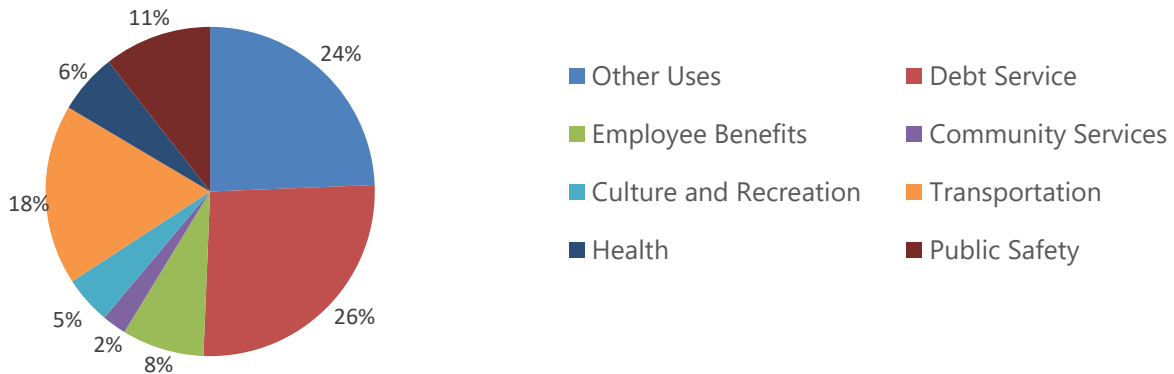 11%
24%
6%
18%
5%
2%
8%
26%
Other Uses
Debt Service
Employee Benefits
Community Services
Culture and Recreation
Transportation
Health
Public Safety